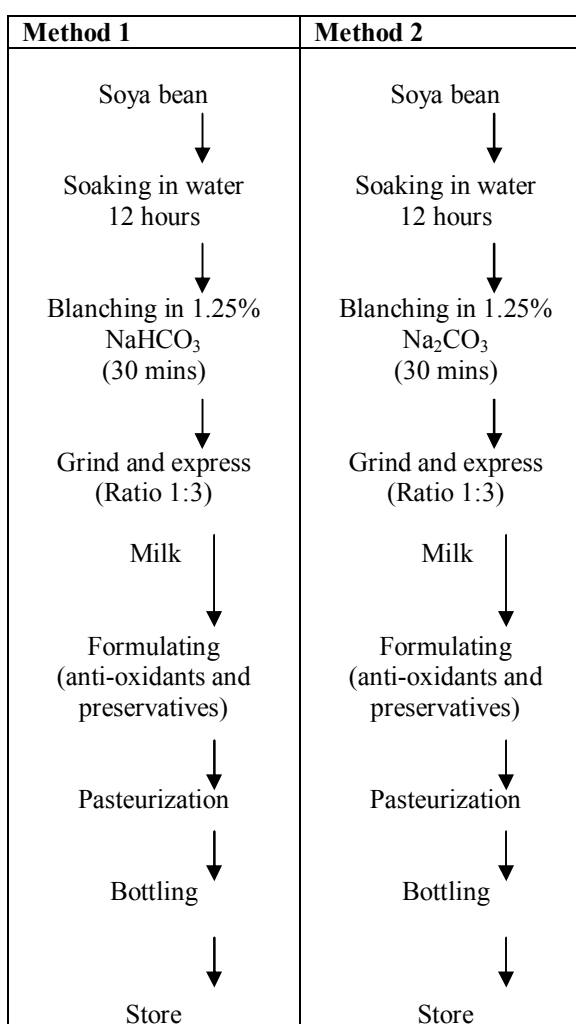 Method 1
Soya bean
Soaking in water
12 hours
Blanching in 1.25%
NaHCO₃
(30 mins)
Grind and express
(Ratio 1:3)
Milk
Formulating
(anti-oxidants and
preservatives)
Pasteurization
Bottling
Store
Method 2
Soya bean
Soaking in water
12 hours
Blanching in 1.25%
Na₂CO₃
(30 mins)
Grind and express
(Ratio 1:3)
Milk
Formulating
(anti-oxidants and
preservatives)
Pasteurization
Bottling
Store